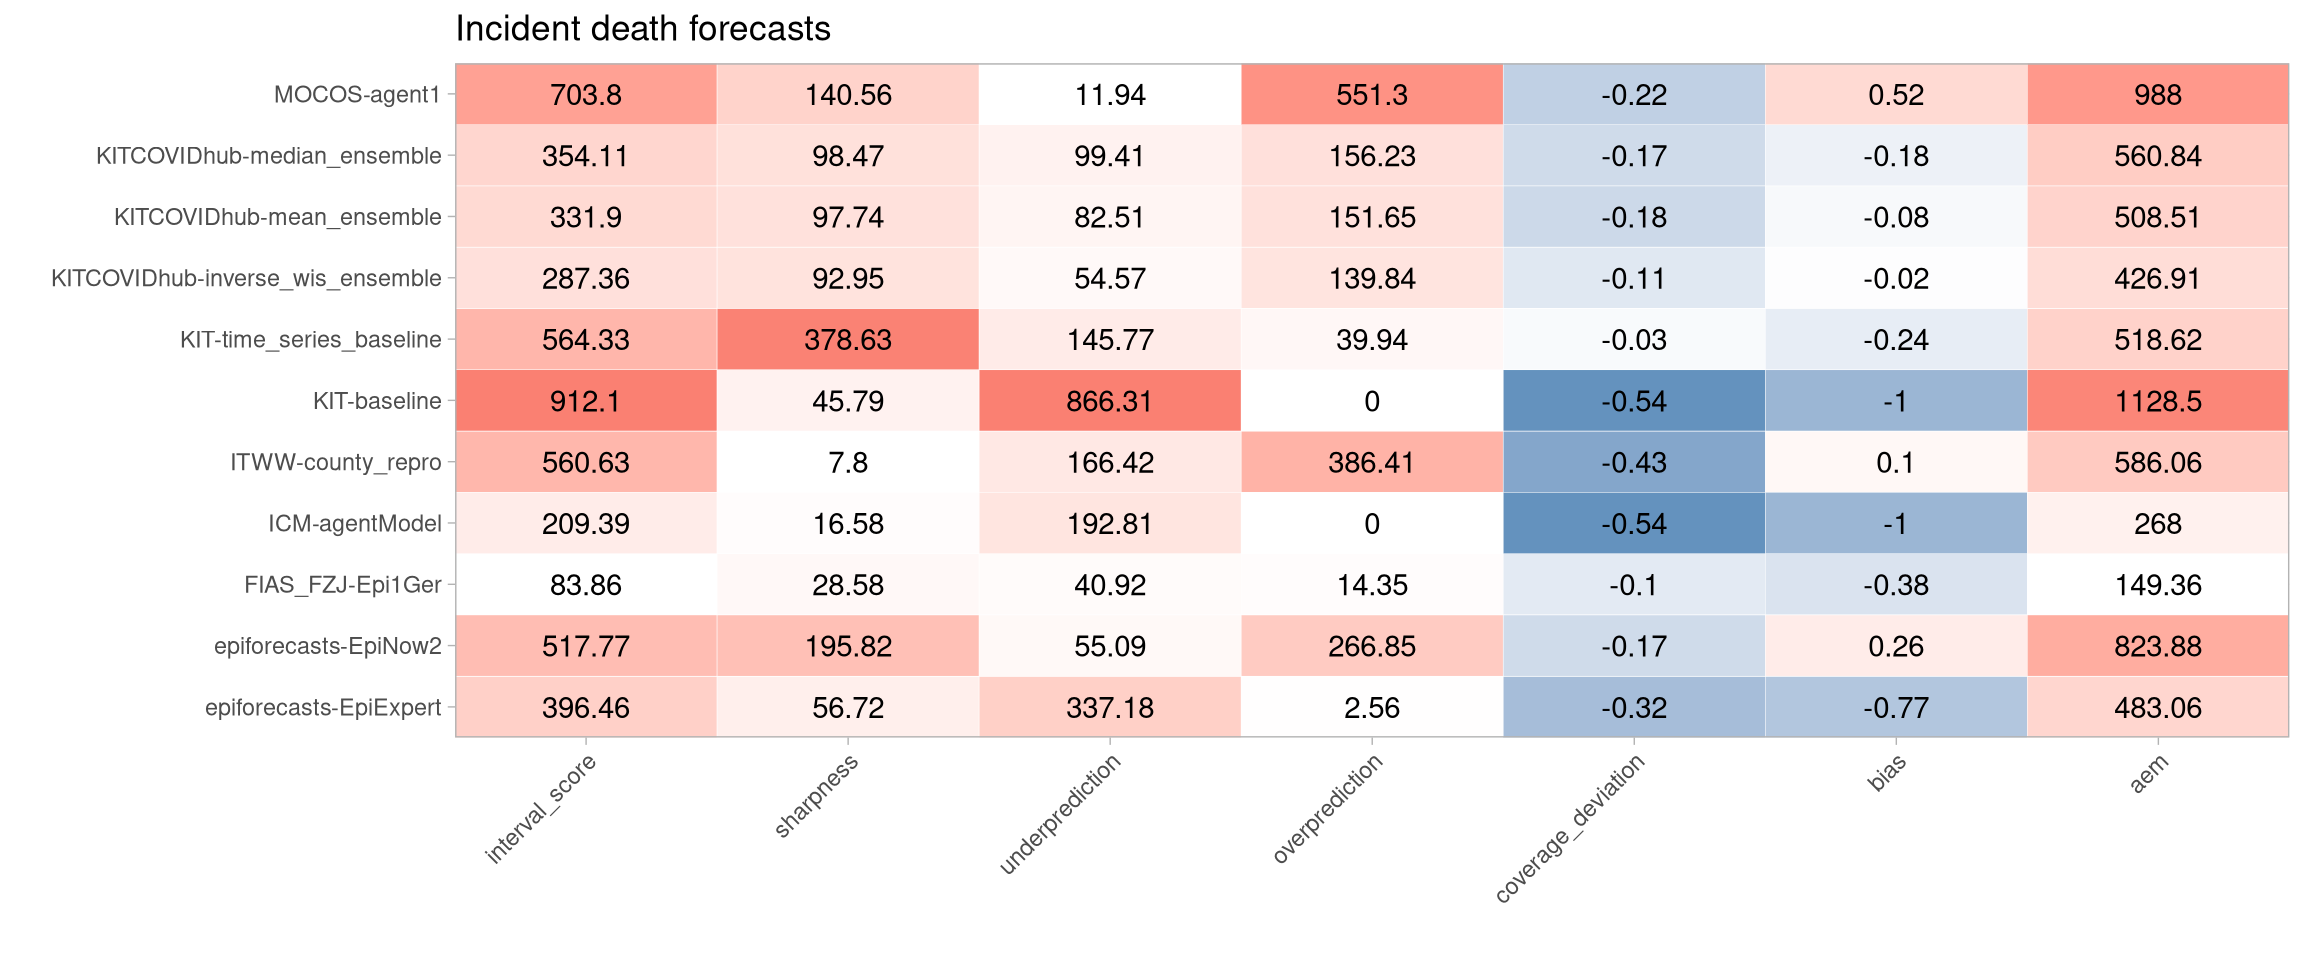 Incident death forecasts
MOCOS-agent1 703.8 140.56 11.94 551.3 -0.22 0.52 988
KITCOVIDhub-median_ensemble 354.11 98.47 99.41 156.23 -0.17 -0.18 560.84
KITCOVIDhub-mean_ensemble 331.9 97.74 82.51 151.65 -0.18 -0.08 508.51
KITCOVIDhub-inverse_wis_ensemble 287.36 92.95 54.57 139.84 -0.11 -0.02 426.91
KIT-time_series_baseline 564.33 378.63 145.77 39.94 -0.03 -0.24 518.62
KIT-baseline 912.1 45.79 866.31 0 -0.54 -1 1128.5
ITWW-county_repro 560.63 7.8 166.42 386.41 -0.43 0.1 586.06
ICM-agentModel 209.39 16.58 192.81 0 -0.54 -1 268
FIAS_FZJ-Epi1Ger 83.86 28.58 40.92 14.35 -0.1 -0.38 149.36
epiforecasts-EpiNow2 517.77 195.82 55.09 266.85 -0.17 0.26 823.88
epiforecasts-EpiExpert 396.46 56.72 337.18 2.56 -0.32 -0.77 483.06
interval_score sharpness underprediction overprediction coverage_deviation bias aem